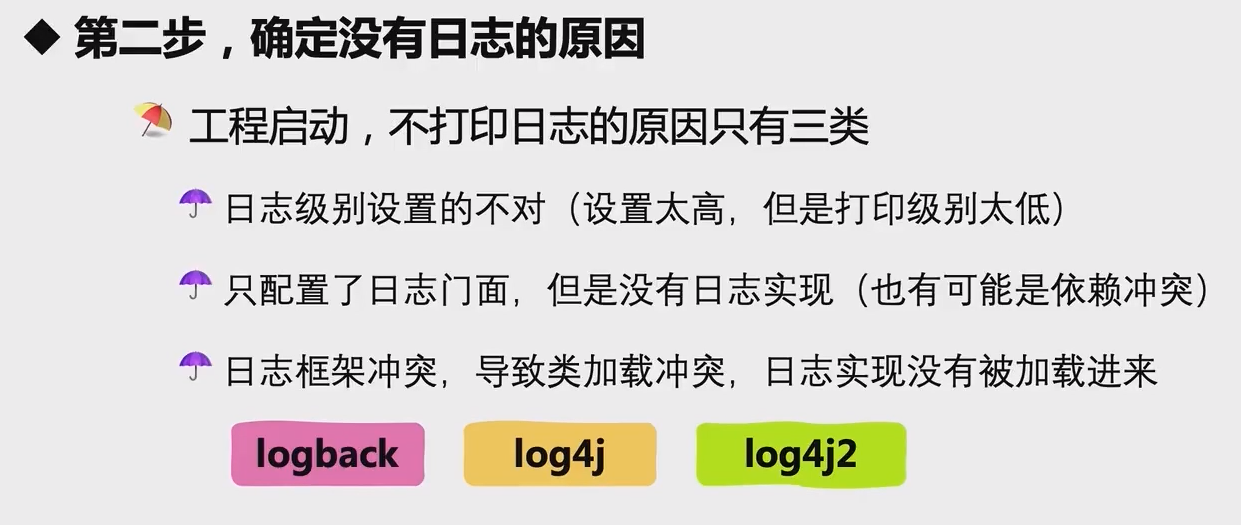 第二步，确定没有日志的原因
工程启动，不打印日志的原因只有三类
日志级别设置的不对（设置太高，但是打印级别太低）
只配置了日志门面，但是没有日志实现（也有可能是依赖冲突）
日志框架冲突，导致类加载冲突，日志实现没有被加载进来
logback log4j log4j2